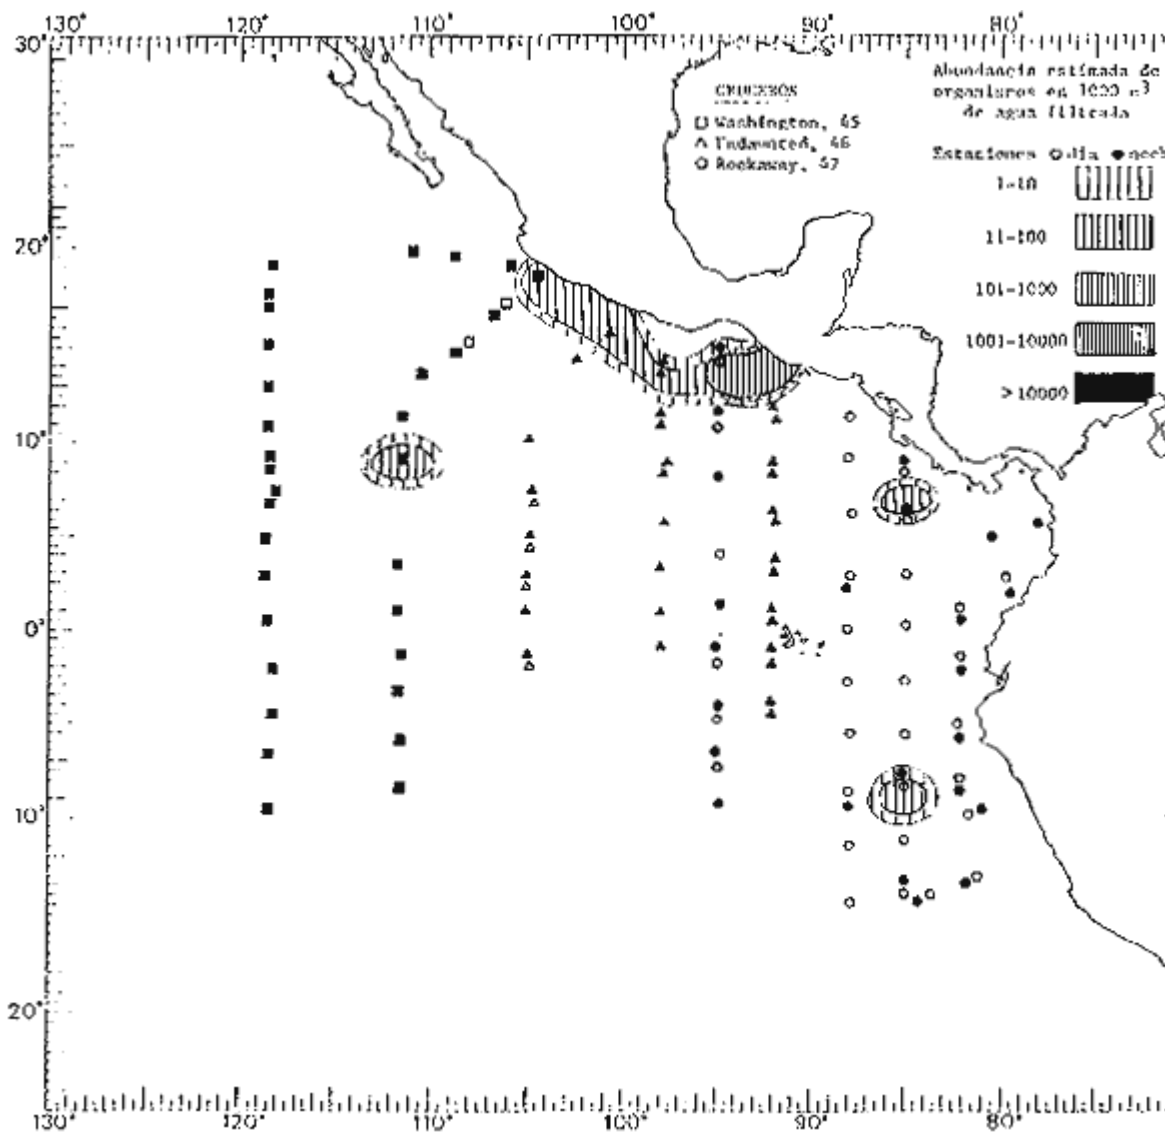 130° 120° 110° 100° 90° 80°
30°
20°
10°
0°
10°
20°
130° 120° 110° 100° 90° 80°
CRUCEROS
Washington, 45
Undaunted, 46
Rockaway, 47
Abundancia estimada de
organismos en 1000 m³
de agua filtrada
Estaciones día
1-10
11-100
101-1000
1001-10000
>10000